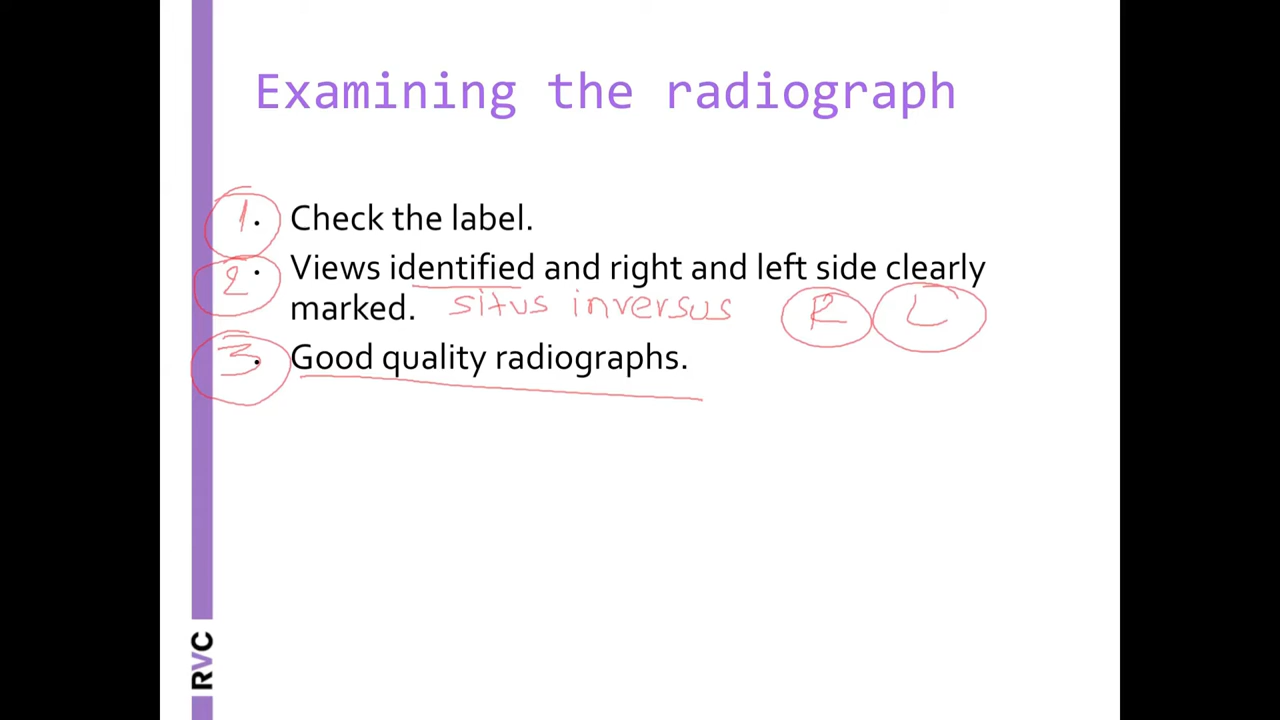 Examining the radiograph
1. Check the label.
2 · Views identified and right and left side clearly
marked. situs inversus R L
3. Good quality radiographs.
RVC